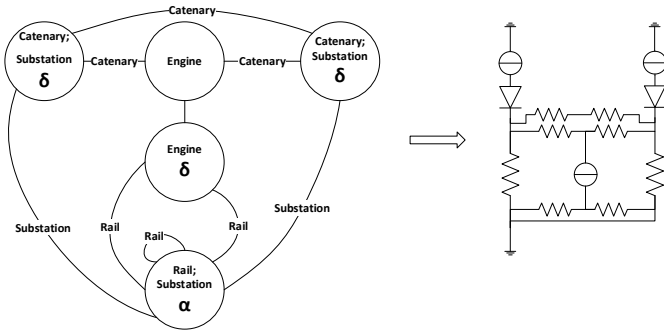 Catenary
Catenary;
Substation
δ
Catenary
Engine
Catenary
Catenary;
Substation
δ
Engine
δ
Substation
Substation
Rail
Rail
Rail
Rail;
Substation
α